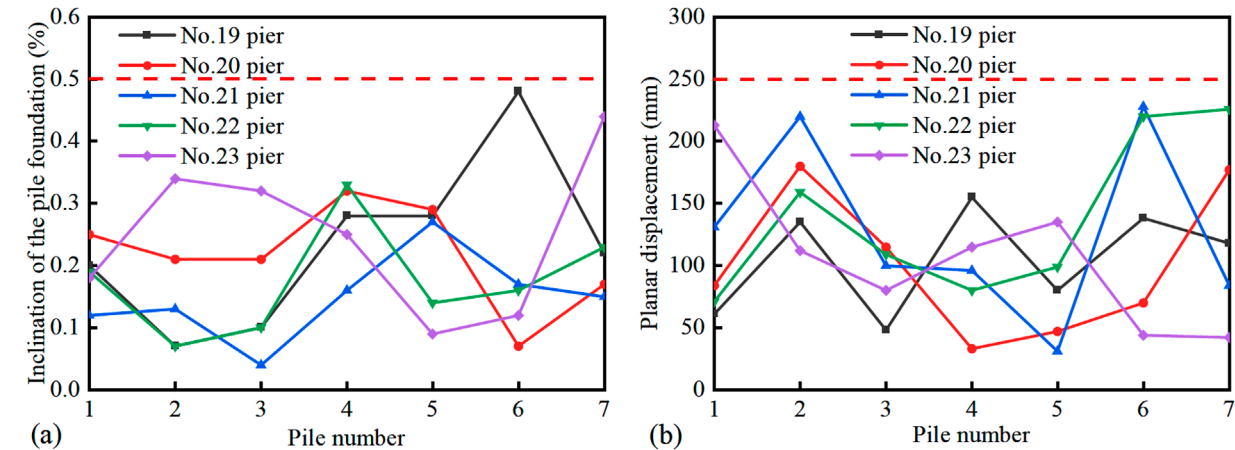 Inclination of the pile foundation (%)
0.6
0.5
0.4
0.3
0.2
0.1
0.0
No.19 pier
No.20 pier
No.21 pier
No.22 pier
No.23 pier
1 2 3 4 5 6 7
Pile number
(a)
Planar displacement (mm)
300
250
200
150
100
50
0
No.19 pier
No.20 pier
No.21 pier
No.22 pier
No.23 pier
1 2 3 4 5 6 7
Pile number
(b)